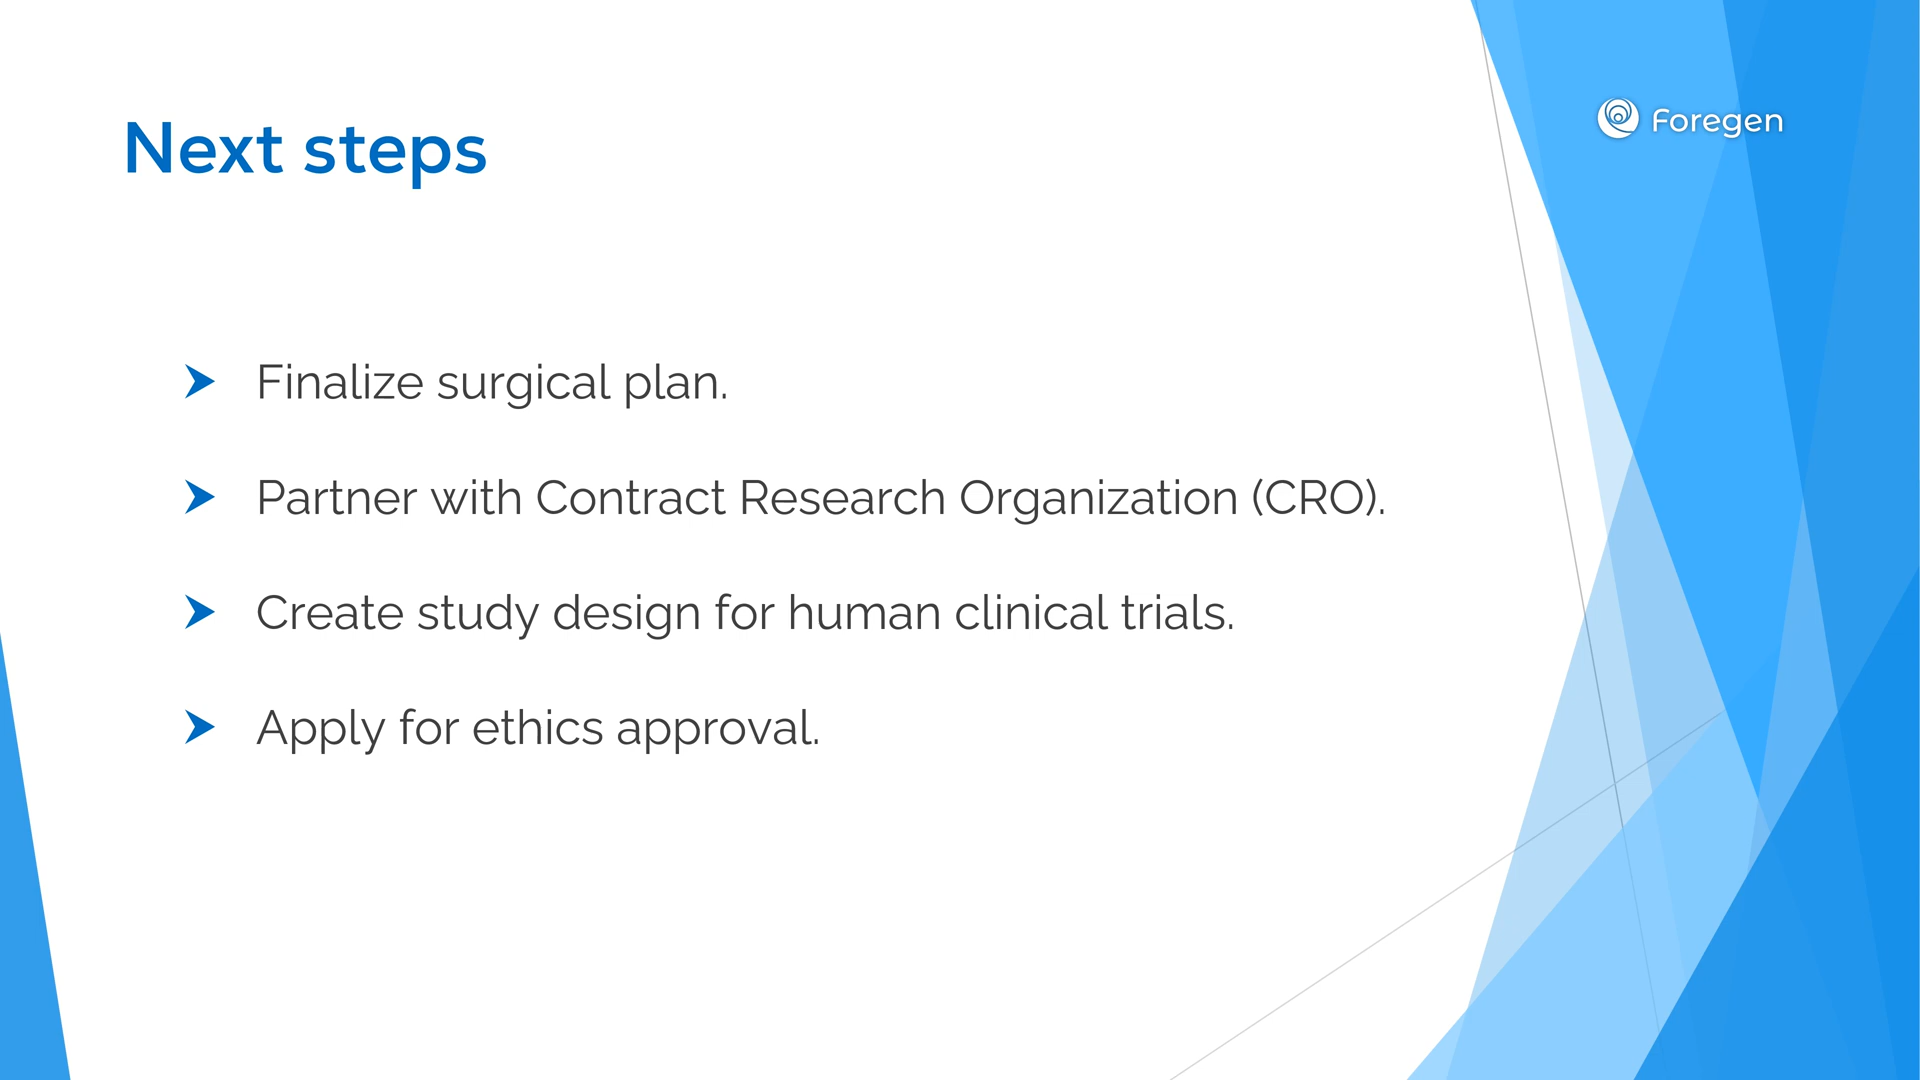 Foregen
Next steps
Finalize surgical plan.
Partner with Contract Research Organization (CRO).
Create study design for human clinical trials.
Apply for ethics approval.